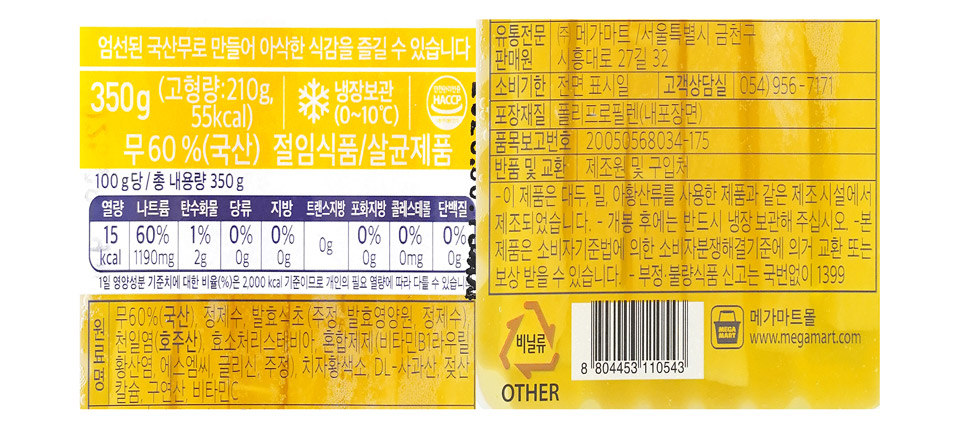 엄선된 국산무로 만들어 아삭한 식감을 즐길 수 있습니다
350g (고형량:210g, 55kcal)
냉장보관
(0~10℃)
HACCP
무 60 %(국산) 절임식품/살균제품
100 g당 / 총 내용량 350 g
열량 나트륨 탄수화물 당류 지방 트랜스지방 포화지방 콜레스테롤 단백질
15 60% 1% 0% 0% 0g 0% 0% 0%
kcal 1190mg 2g 0g 0g 0g 0mg 0g
1일 영양성분 기준치에 대한 비율(%)은 2,000 kcal 기준이므로 개인의 필요 열량에 따라 다를 수 있습니
원료명
무60%(국산), 정제수, 발효식초(주정, 발효영양원, 정제수)
천일염(호주산), 효소처리스테비아, 혼합제제(비타민B1라우릴
황산염, 에스엠씨, 글리신, 주정), 치자황색소, DL-사과산, 젖산
칼슘, 구연산, 비타민C
유통전문판매원 ㈜메가마트 /서울특별시 금천구
시흥대로 27길 32
소비기한 전면 표시일 고객상담실 054) 956-7171
포장재질 폴리프로필렌(내포장면)
품목보고번호 20050568034-175
반품 및 교환 제조원 및 구입처
-이 제품은 대두, 밀, 아황산류를 사용한 제품과 같은 제조 시설에서
제조되었습니다. - 개봉 후에는 반드시 냉장 보관해 주십시오. -본
제품은 소비자기본법에 의한 소비자분쟁해결기준에 의거 교환 또는
보상 받을 수 있습니다. - 부정·불량식품 신고는 국번없이 1399
비닐류
OTHER
8 804453 110543
MEGA MART
메가마트몰
www.megamart.com